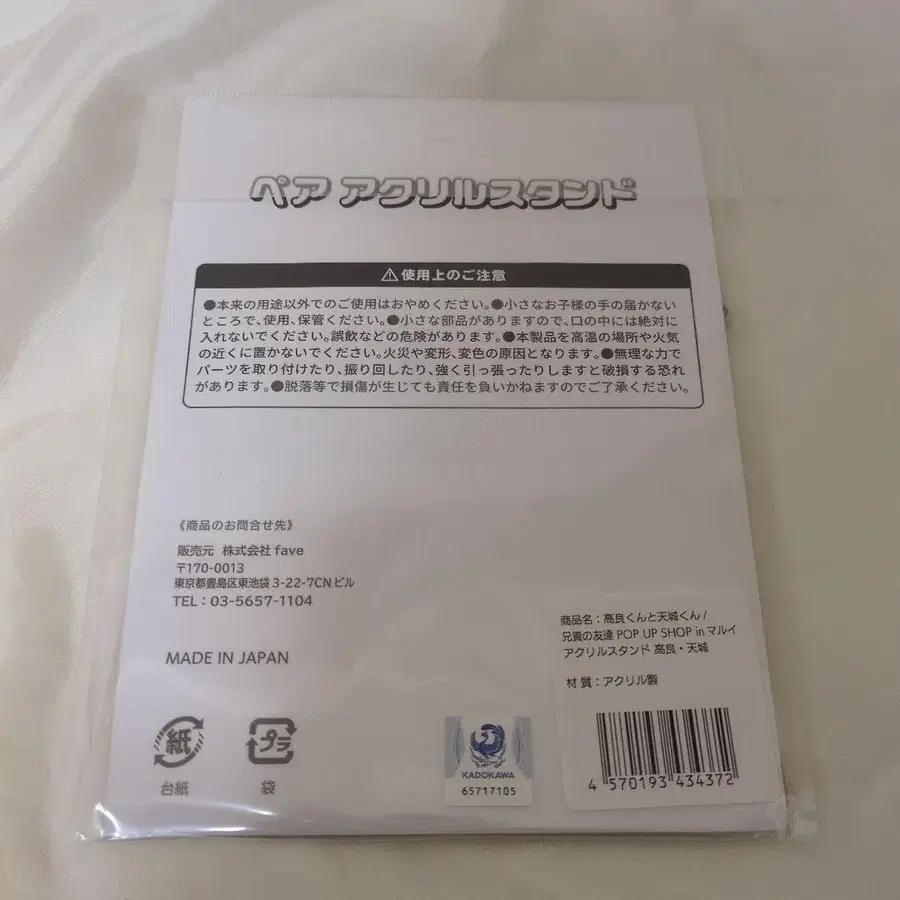 ペア アクリルスタンド
⚠使用上のご注意
●本来の用途以外でのご使用はおやめください。●小さなお子様の手の届かない
ところで、使用、保管ください。●小さな部品がありますので、口の中には絶対に
入れないでください。誤飲などの危険があります。●本製品を高温の場所や火気
の近くに置かないでください。火災や変形、変色の原因となります。●無理な力で
パーツを取り付けたり、振り回したり、強く引っ張ったりしますと破損する恐れ
があります。●脱落等で損傷が生じても責任を負いかねますのでご了承ください。
《商品のお問合せ先》
販売元 株式会社 fave
〒170-0013
東京都豊島区東池袋 3-22-7CN ビル
TEL：03-5657-1104
MADE IN JAPAN
紙
台紙
プラ
袋
KADOKAWA
65717105
商品名：高良くんと天城くん /
兄貴の友達 POP UP SHOP in マルイ
アクリルスタンド 高良・天城
材 質：アクリル製
4 570193 434372